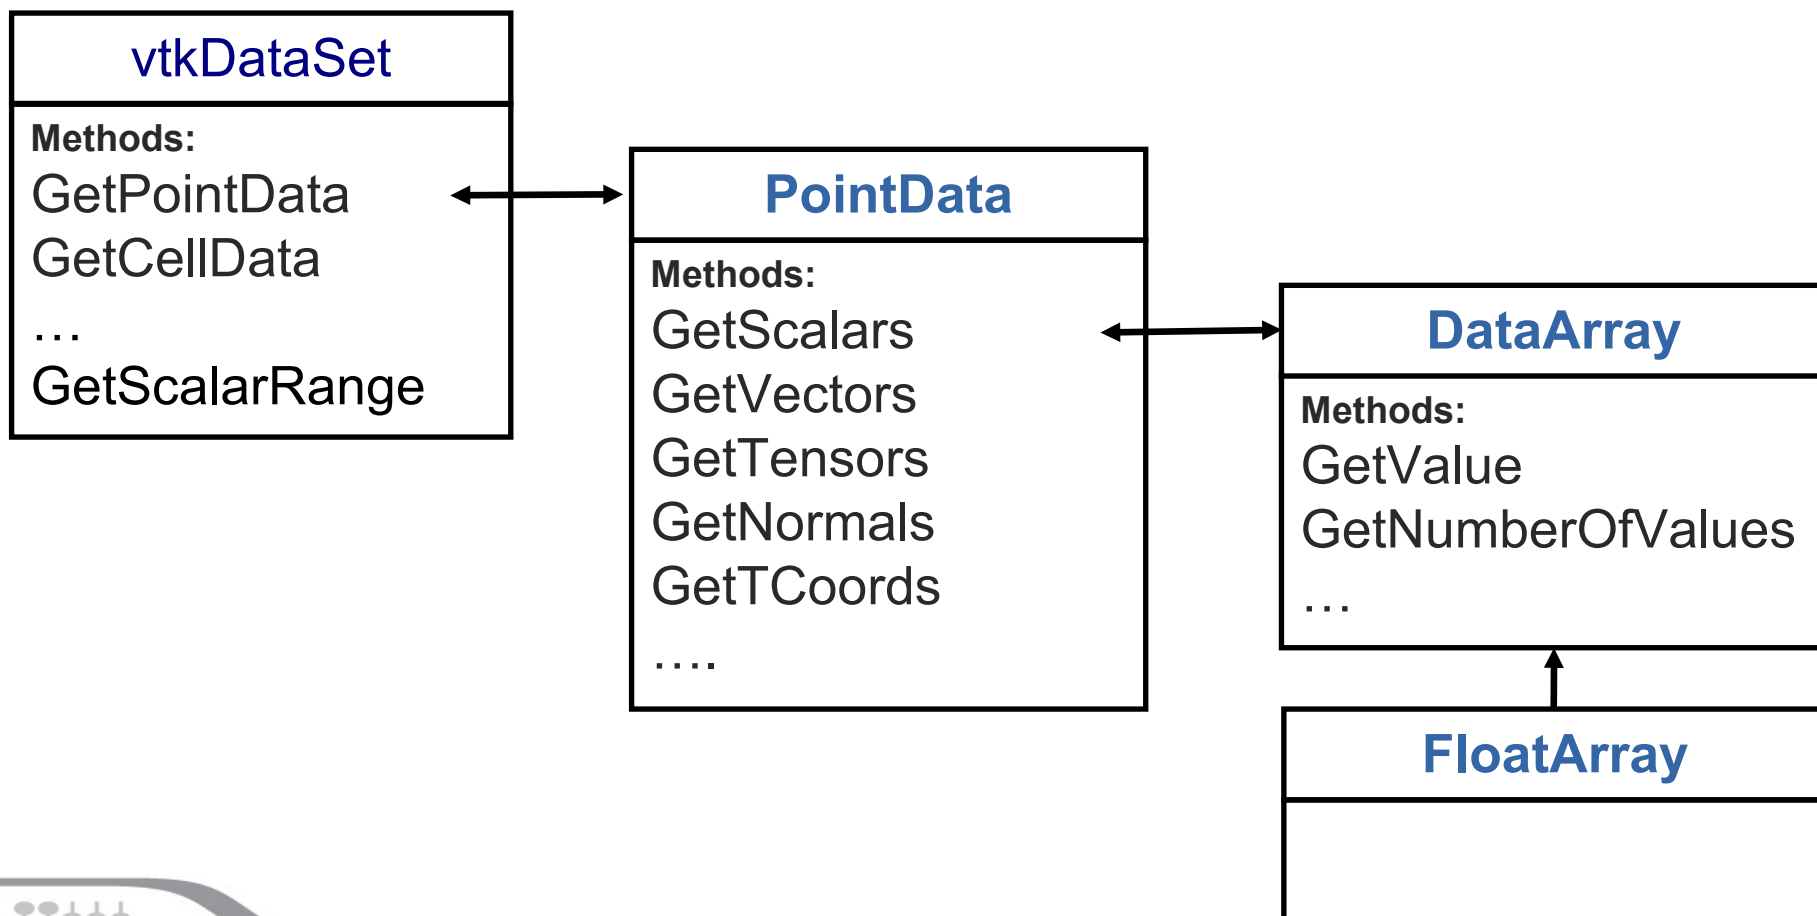 vtkDataSet
Methods:
GetPointData
GetCellData
…
GetScalarRange
PointData
Methods:
GetScalars
GetVectors
GetTensors
GetNormals
GetTCoords
….
DataArray
Methods:
GetValue
GetNumberOfValues
…
FloatArray